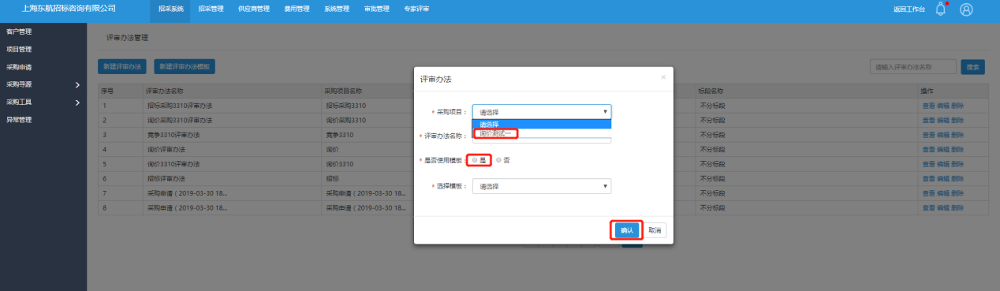 上海东航招标咨询有限公司 招采系统 招采管理 供应商管理 费用管理 系统管理 审批管理 专家评审 返回工作台
客户管理
项目管理
采购申请
采购寻源
采购工具
异常管理
评审办法管理
新建评审办法 新建评审办法模板 请输入评审办法名称 搜索
序号 评审办法名称 采购项目名称 标段名称 操作
1 招标采购3310评审办法 招标采购3310 不分标段 查看 编辑 删除
2 询价采购3310评审办法 询价采购3310 不分标段 查看 编辑 删除
3 竞争3310评审办法 竞争3310 不分标段 查看 编辑 删除
4 询价评审办法 询价 不分标段 查看 编辑 删除
5 询价3310评审办法 询价3310 不分标段 查看 编辑 删除
6 招标评审办法 招标 不分标段 查看 编辑 删除
7 采购申请 ( 2019-03-30 18... 采购申请 ( 2019-03-30 18... 不分标段 查看 编辑 删除
8 采购申请 ( 2019-03-30 18... 采购申请 ( 2019-03-30 18... 不分标段 查看 编辑 删除
评审办法 ×
* 采购项目： 请选择
请选择
询价测试一
* 评审办法名称：
* 是否使用模板： 是 否
* 选择模板： 请选择
确认 取消